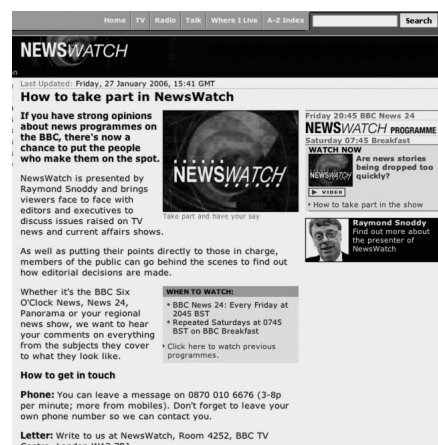 Home TV Radio Talk Where I Live A-Z Index Search
NEWSWATCH
Last Updated: Friday, 27 January 2006, 15:41 GMT
How to take part in NewsWatch
If you have strong opinions
about news programmes on
the BBC, there's now a
chance to put the people
who make them on the spot.
NewsWatch is presented by
Raymond Snoddy and brings
viewers face to face with
editors and executives to
discuss issues raised on TV
news and current affairs shows.
NEWSWATCH
Take part and have your say
As well as putting their points directly to those in charge,
members of the public can go behind the scenes to find out
how editorial decisions are made.
Whether it's the BBC Six
O'Clock News, News 24,
Panorama or your regional
news show, we want to hear
your comments on everything
from the subjects they cover
to what they look like.
WHEN TO WATCH:
BBC News 24: Every Friday at
2045 BST
Repeated Saturdays at 0745
BST on BBC Breakfast
Click here to watch previous
programmes.
How to get in touch
Phone: You can leave a message on 0870 010 6676 (3-8p
per minute; more from mobiles). Don't forget to leave your
own phone number so we can contact you.
Letter: Write to us at NewsWatch, Room 4252, BBC TV
Centre, London W12 7RJ
Friday 20:45 BBC News 24
NEWSWATCH PROGRAMME
Saturday 07:45 Breakfast
WATCH NOW
NEWSWATCH
VIDEO
Are news stories
being dropped too
quickly?
How to take part in the show
Raymond Snoddy
Find out more about
the presenter of
NewsWatch